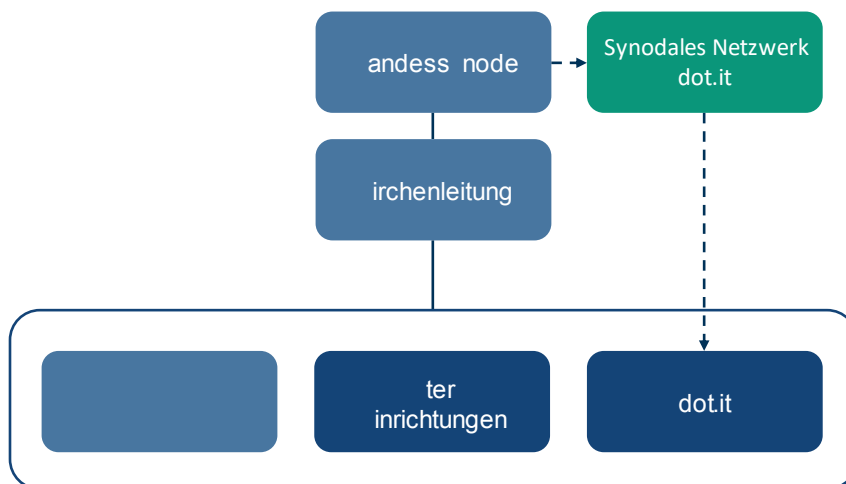 andess node
Synodales Netzwerk
dot.it
irchenleitung
ter
inrichtungen
dot.it